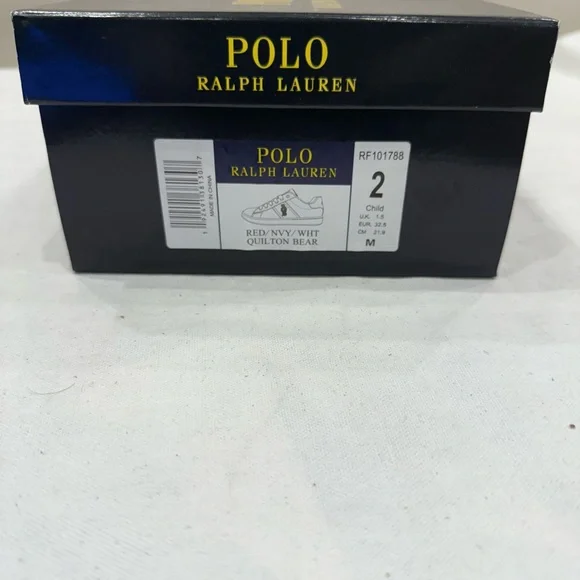 POLO
RALPH LAUREN
MADE IN CHINA
POLO
RALPH LAUREN
RED/ NVY/ WHT
QUILTON BEAR
RF101788
2
Child
U.K. 1.5
EUR. 32.5
CM 21.9
M